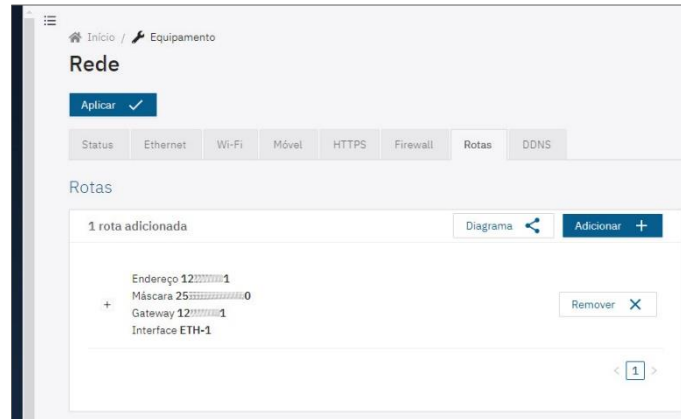 Início / Equipamento
Rede
Aplicar
Status Ethernet Wi-Fi Móvel HTTPS Firewall Rotas DDNS
Rotas
1 rota adicionada Diagrama Adicionar +
Endereço
Máscara
+ Remover X
Gateway
Interface ETH-1
< 1 >